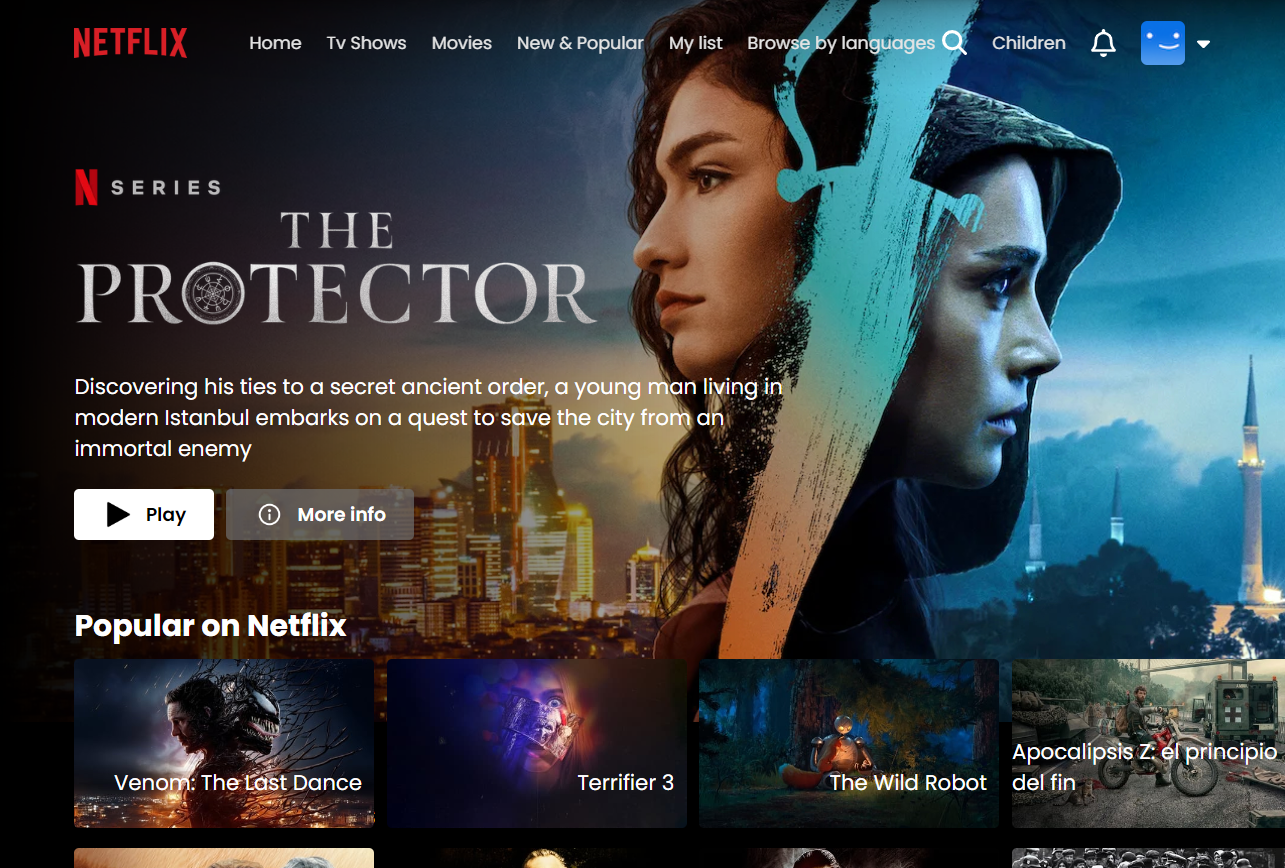 NETFLIX Home Tv Shows Movies New & Popular My list Browse by languages Children
N SERIES
THE
PROTECTOR
Discovering his ties to a secret ancient order, a young man living in
modern Istanbul embarks on a quest to save the city from an
immortal enemy
Play More info
Popular on Netflix
Venom: The Last Dance
Terrifier 3
The Wild Robot
Apocalipsis Z: el principio
del fin